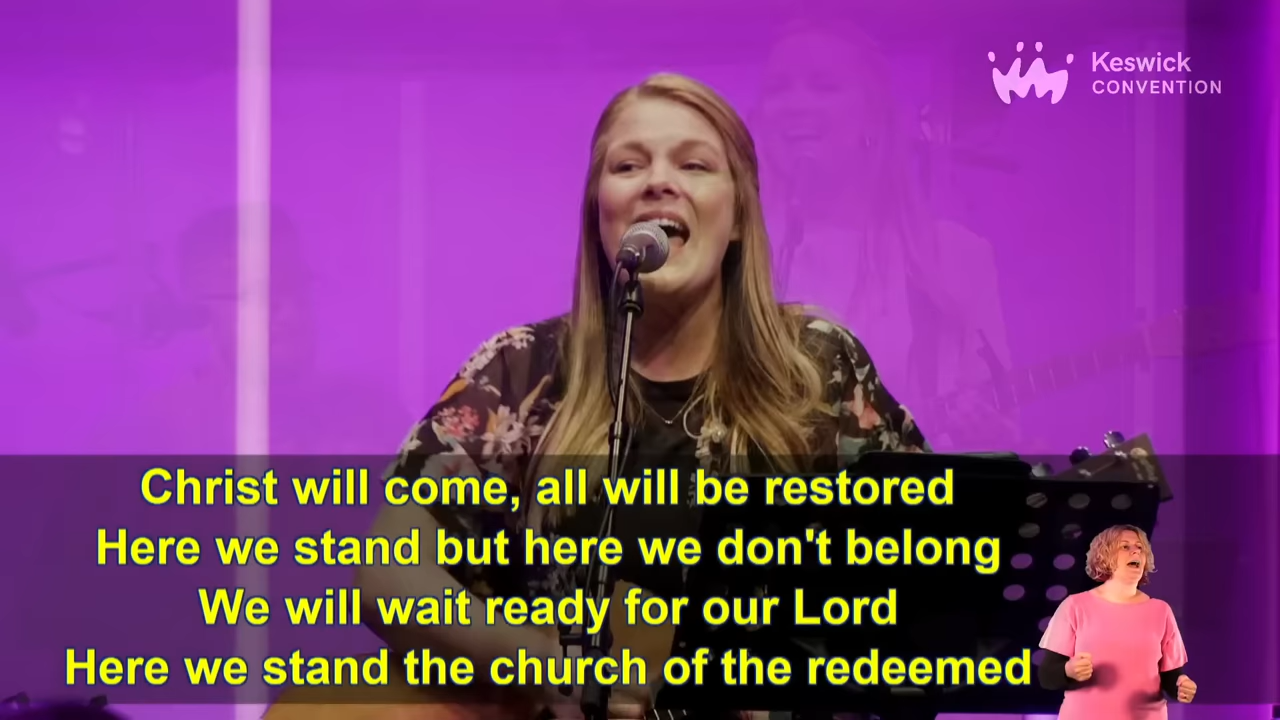 Keswick
CONVENTION
Christ will come, all will be restored
Here we stand but here we don't belong
We will wait ready for our Lord
Here we stand the church of the redeemed